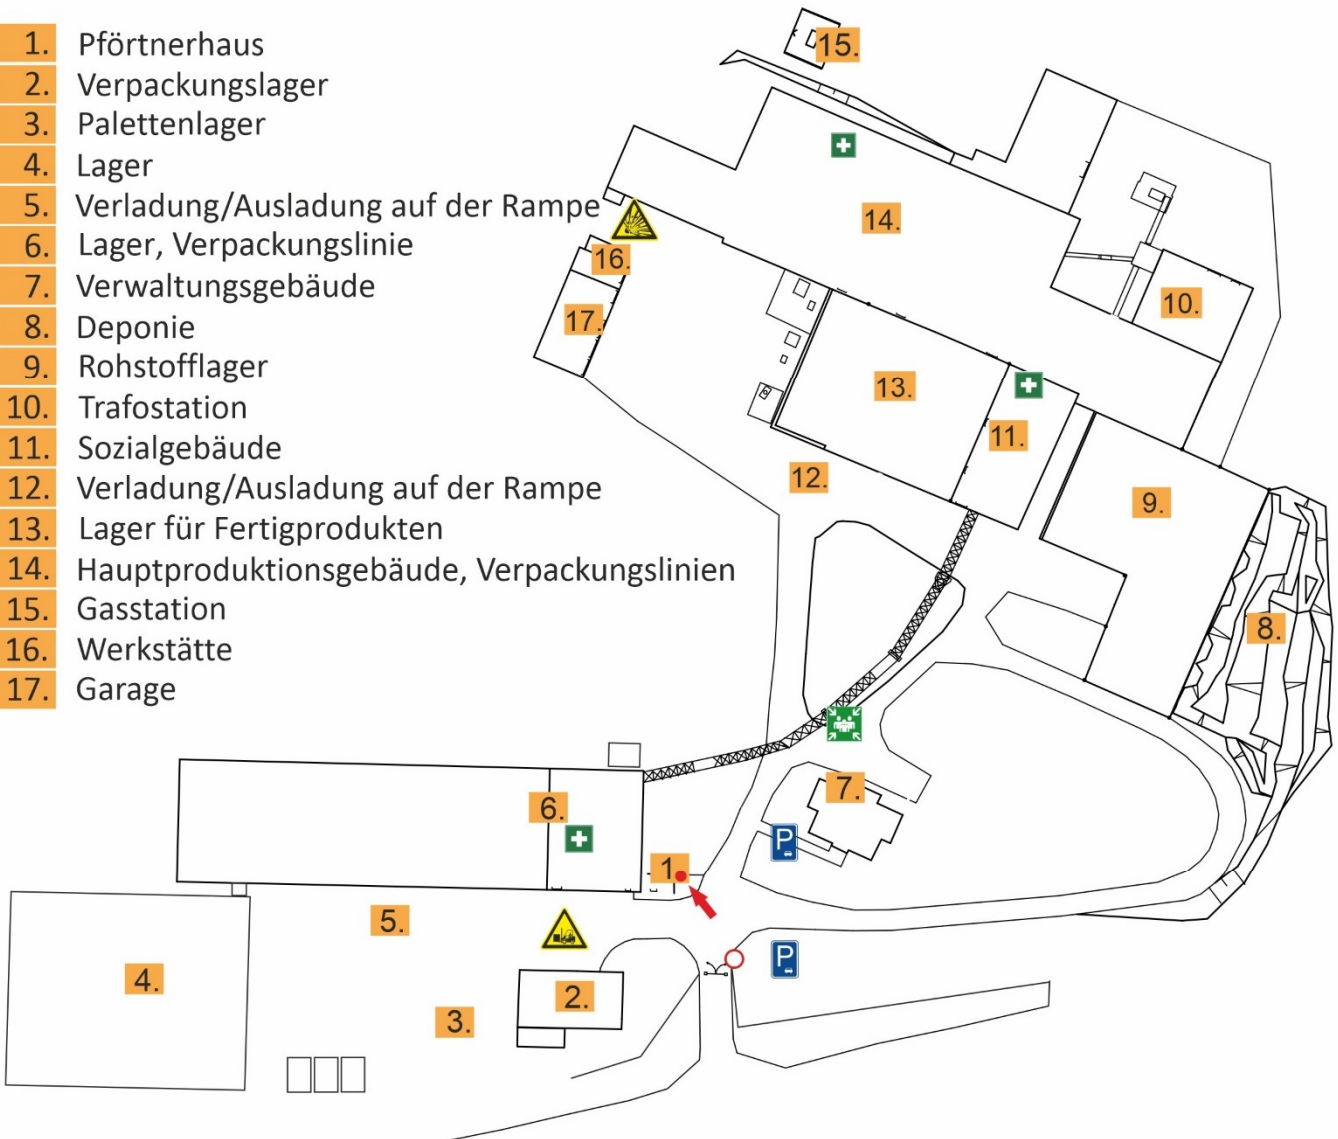 1. Pförtnerhaus
2. Verpackungslager
3. Palettenlager
4. Lager
5. Verladung/Ausladung auf der Rampe
6. Lager, Verpackungslinie
7. Verwaltungsgebäude
8. Deponie
9. Rohstofflager
10. Trafostation
11. Sozialgebäude
12. Verladung/Ausladung auf der Rampe
13. Lager für Fertigprodukten
14. Hauptproduktionsgebäude, Verpackungslinien
15. Gasstation
16. Werkstätte
17. Garage
15.
14.
16.
10.
17.
13.
11.
12.
9.
8.
7.
6.
P
1.
5.
P
4.
2.
3.